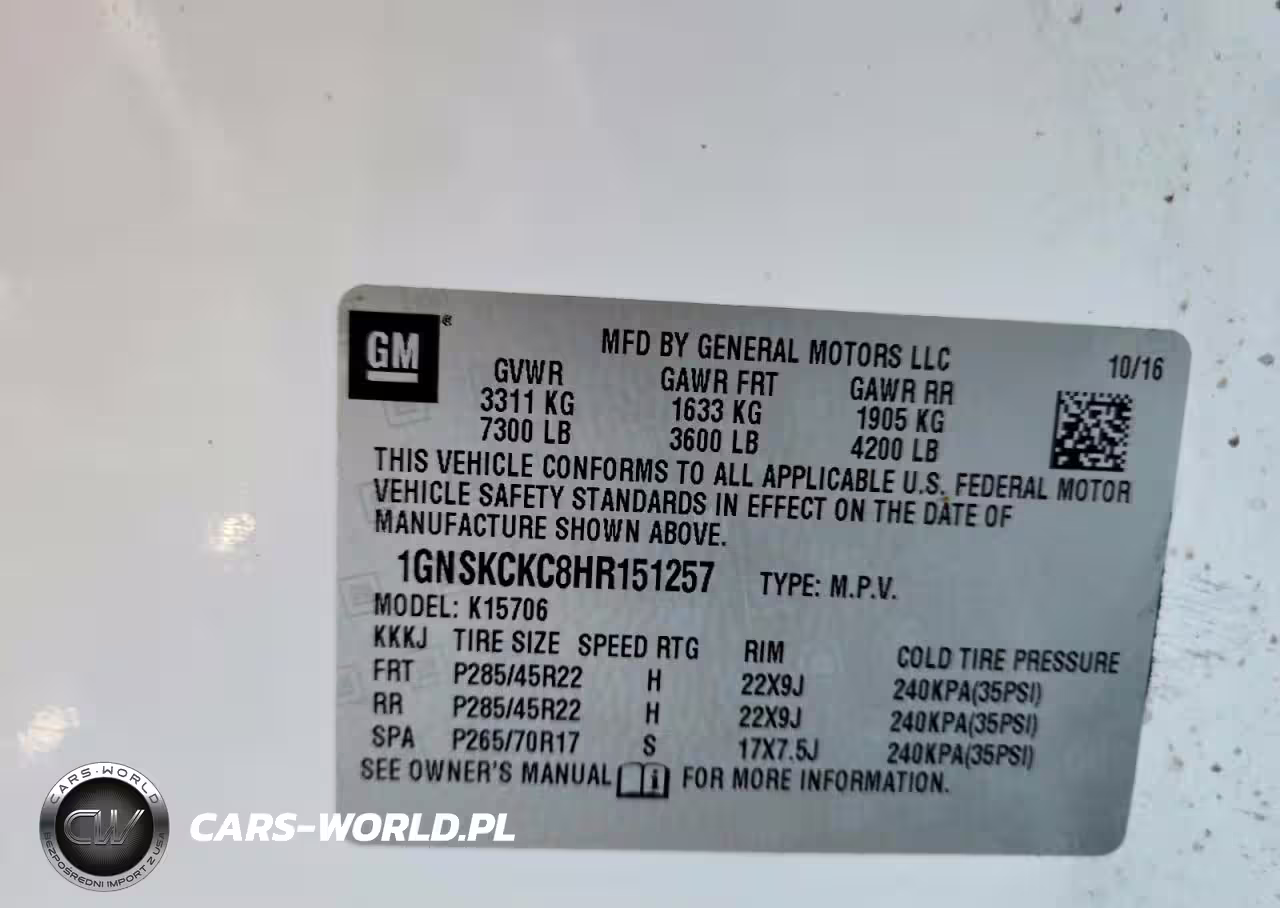 GM®
MFD BY GENERAL MOTORS LLC 10/16
GVWR GAWR FRT GAWR RR
3311 KG 1633 KG 1905 KG
7300 LB 3600 LB 4200 LB
THIS VEHICLE CONFORMS TO ALL APPLICABLE U.S. FEDERAL MOTOR
VEHICLE SAFETY STANDARDS IN EFFECT ON THE DATE OF
MANUFACTURE SHOWN ABOVE.
1GNSKCKC8HR151257 TYPE: M.P.V.
MODEL: K15706
KKKJ TIRE SIZE SPEED RTG RIM COLD TIRE PRESSURE
FRT P285/45R22 H 22X9J 240KPA(35PSI)
RR P285/45R22 H 22X9J 240KPA(35PSI)
SPA P265/70R17 S 17X7.5J 240KPA(35PSI)
SEE OWNER'S MANUAL i FOR MORE INFORMATION.
CARS-WORLD
CW
BEZPOŚREDNI IMPORT Z USA
CARS-WORLD.PL